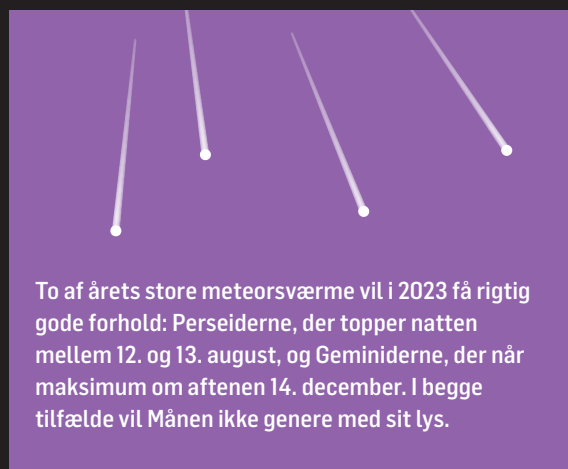 To af årets store meteorsværme vil i 2023 få rigtig
gode forhold: Perseiderne, der topper natten
mellem 12. og 13. august, og Geminiderne, der når
maksimum om aftenen 14. december. I begge
tilfælde vil Månen ikke genere med sit lys.